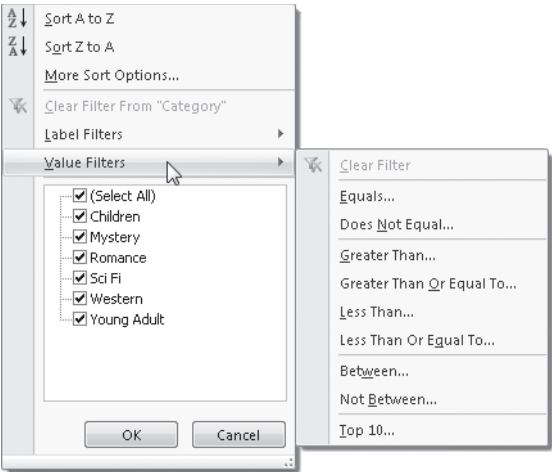 Sort A to Z
Sort Z to A
More Sort Options...
Clear Filter From "Category"
Label Filters
Value Filters
(Select All)
Children
Mystery
Romance
Sci Fi
Western
Young Adult
OK
Cancel
Clear Filter
Equals...
Does Not Equal...
Greater Than...
Greater Than Or Equal To...
Less Than...
Less Than Or Equal To...
Between...
Not Between...
Top 10...